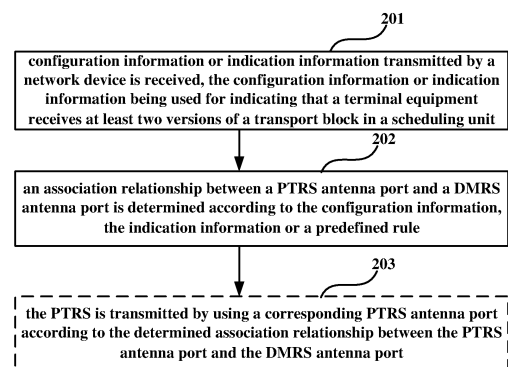 201
configuration information or indication information transmitted by a
network device is received, the configuration information or indication
information being used for indicating that a terminal equipment
receives at least two versions of a transport block in a scheduling unit
202
an association relationship between a PTRS antenna port and a DMRS
antenna port is determined according to the configuration information,
the indication information or a predefined rule
203
the PTRS is transmitted by using a corresponding PTRS antenna port
according to the determined association relationship between the PTRS
antenna port and the DMRS antenna port